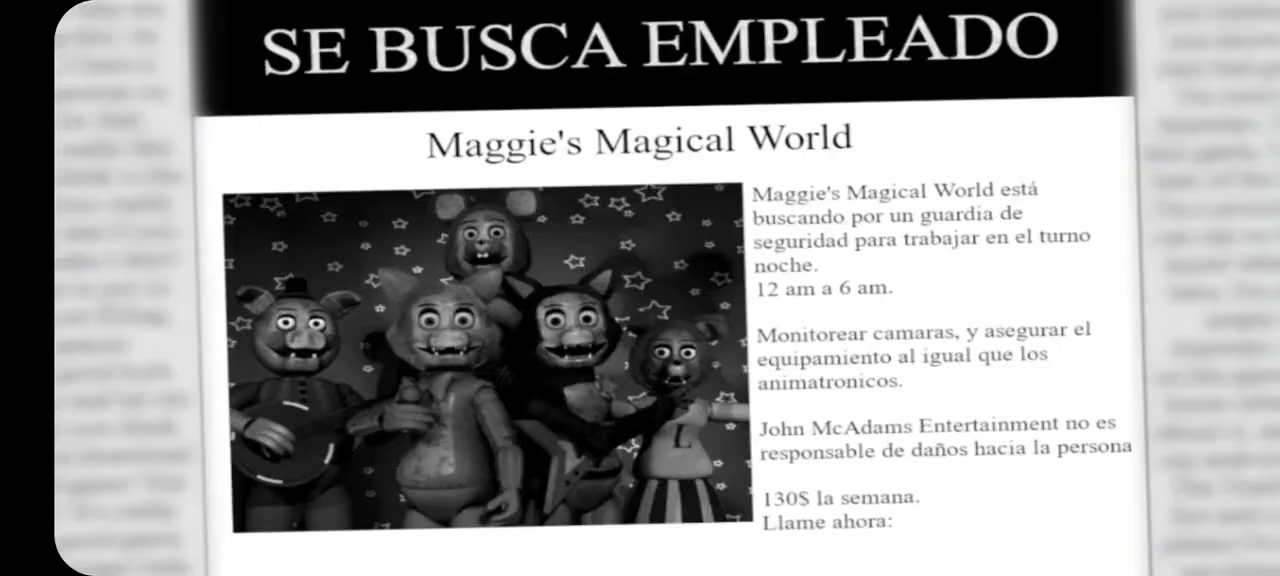 SE BUSCA EMPLEADO
Maggie's Magical World
Maggie's Magical World está
buscando por un guardia de
seguridad para trabajar en el turno
noche.
12 am a 6 am.
Monitorear camaras, y asegurar el
equipamiento al igual que los
animatronicos.
John McAdams Entertainment no es
responsable de daños hacia la persona
130$ la semana.
Llame ahora:
L